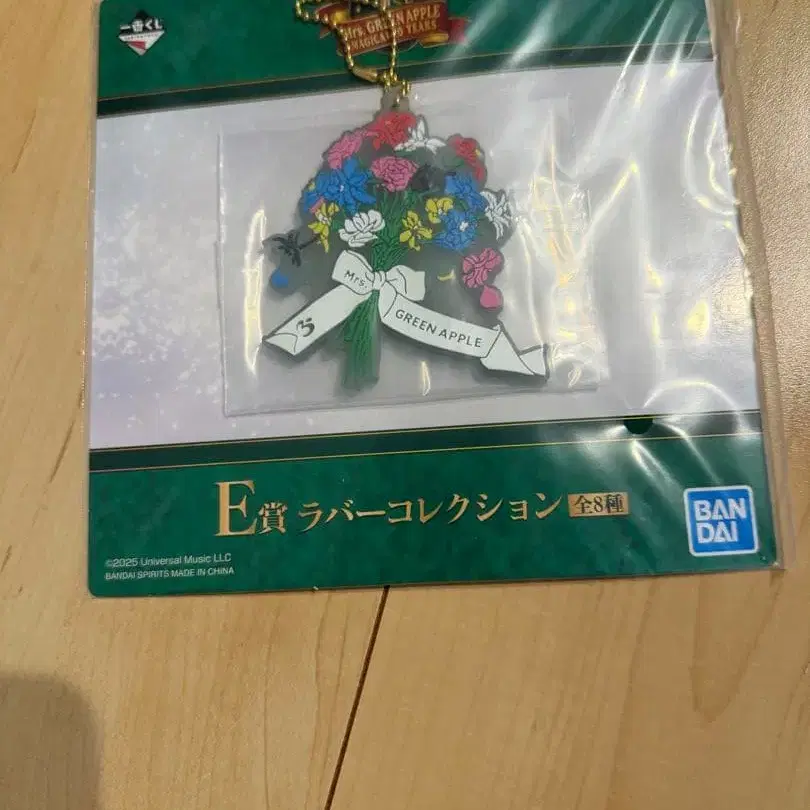 一番くじ
Mrs. GREEN APPLE
MAGICAL 10 YEARS
Mrs.
GREEN APPLE
E賞 ラバーコレクション 全8種
BAN
DAI
©2025 Universal Music LLC
BANDAI SPIRITS MADE IN CHINA